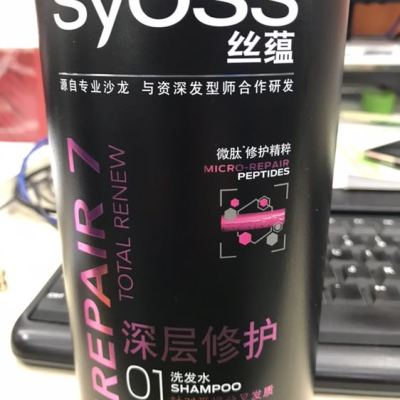 syoss
丝蕴
源自专业沙龙 与资深发型师合作研发
微肽*修护精粹
MICRO-REPAIR
PEPTIDES
REPAIR 7
TOTAL RENEW
深层修护
01 洗发水
SHAMPOO